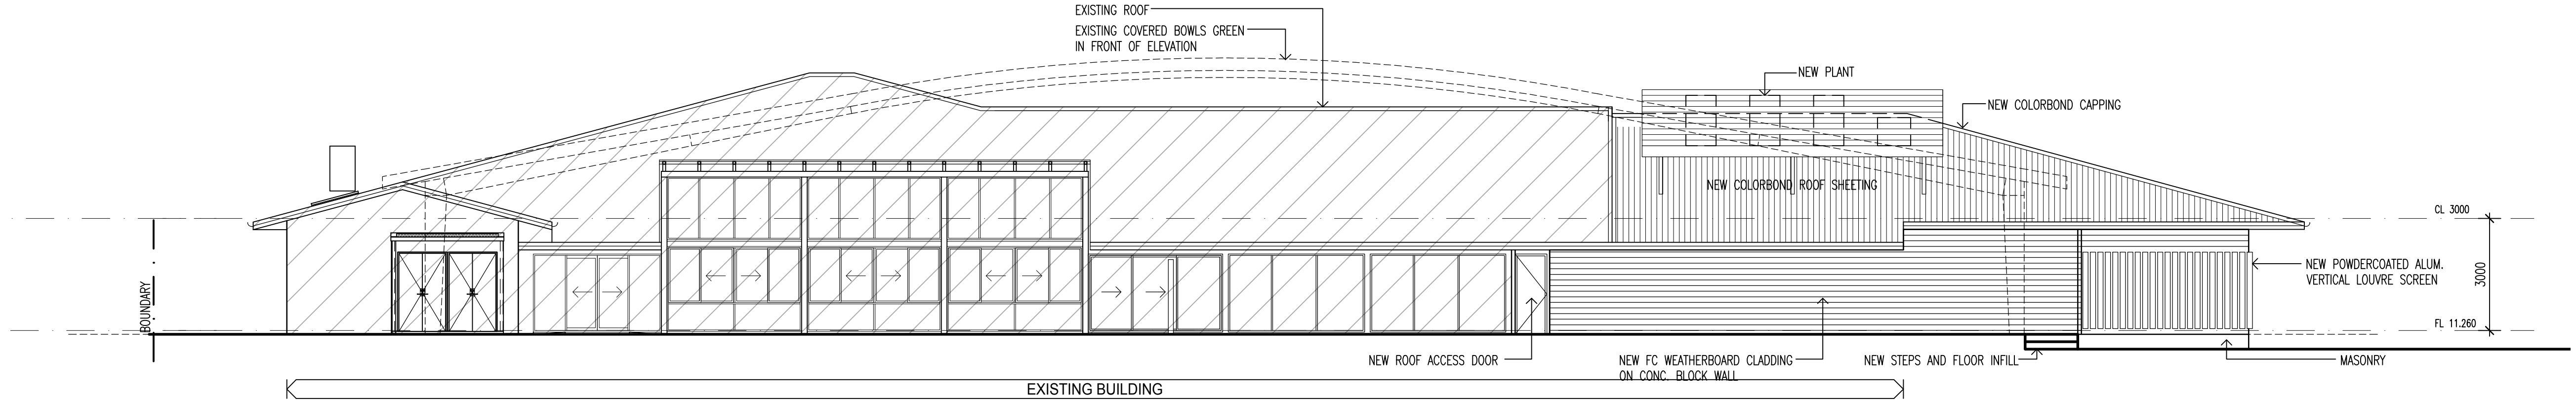 EXISTING ROOF
EXISTING COVERED BOWLS GREEN
IN FRONT OF ELEVATION
NEW PLANT
NEW COLORBOND CAPPING
NEW COLORBOND ROOF SHEETING
CL 3000
NEW POWDERCOATED ALUM.
VERTICAL LOUVRE SCREEN
3000
BOUNDARY
FL 11.260
NEW ROOF ACCESS DOOR
NEW FC WEATHERBOARD CLADDING
ON CONC. BLOCK WALL
NEW STEPS AND FLOOR INFILL
MASONRY
EXISTING BUILDING